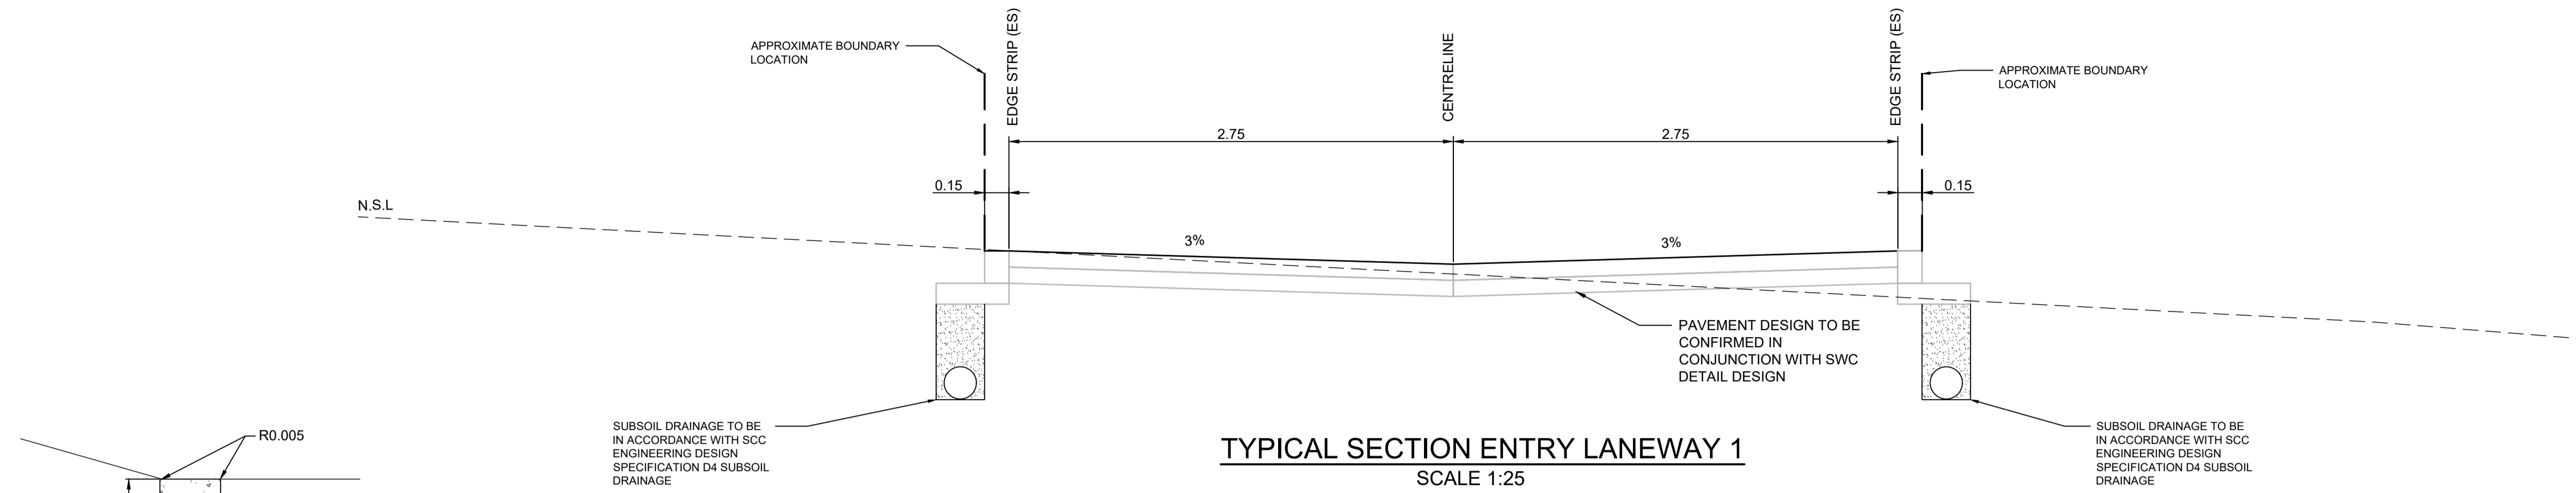 APPROXIMATE BOUNDARY
LOCATION
EDGE STRIP (ES)
CENTRELINE
EDGE STRIP (ES)
APPROXIMATE BOUNDARY
LOCATION
2.75
2.75
0.15
0.15
N.S.L
3%
3%
PAVEMENT DESIGN TO BE
CONFIRMED IN
CONJUNCTION WITH SWC
DETAIL DESIGN
R0.005
SUBSOIL DRAINAGE TO BE
IN ACCORDANCE WITH SCC
ENGINEERING DESIGN
SPECIFICATION D4 SUBSOIL
DRAINAGE
TYPICAL SECTION ENTRY LANEWAY 1
SCALE 1:25
SUBSOIL DRAINAGE TO BE
IN ACCORDANCE WITH SCC
ENGINEERING DESIGN
SPECIFICATION D4 SUBSOIL
DRAINAGE